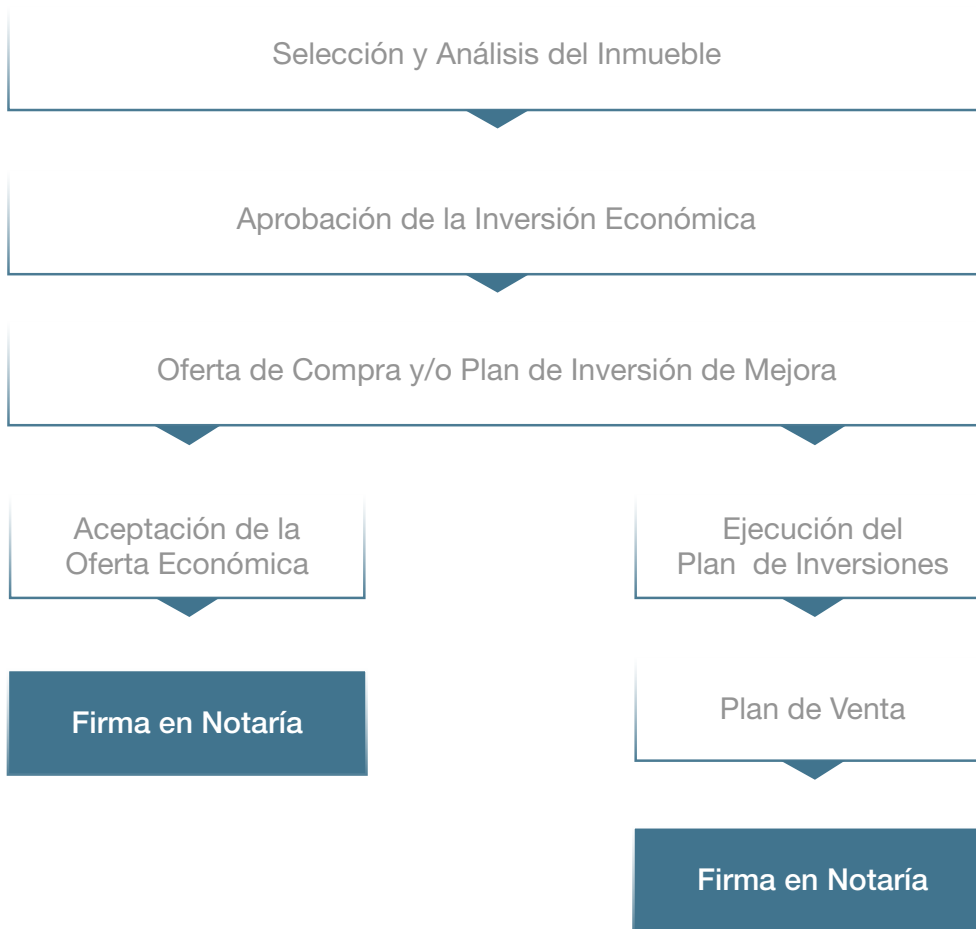 Selección y Análisis del Inmueble
Aprobación de la Inversión Económica
Oferta de Compra y/o Plan de Inversión de Mejora
Aceptación de la
Oferta Económica
Firma en Notaría
Ejecución del
Plan de Inversiones
Plan de Venta
Firma en Notaría